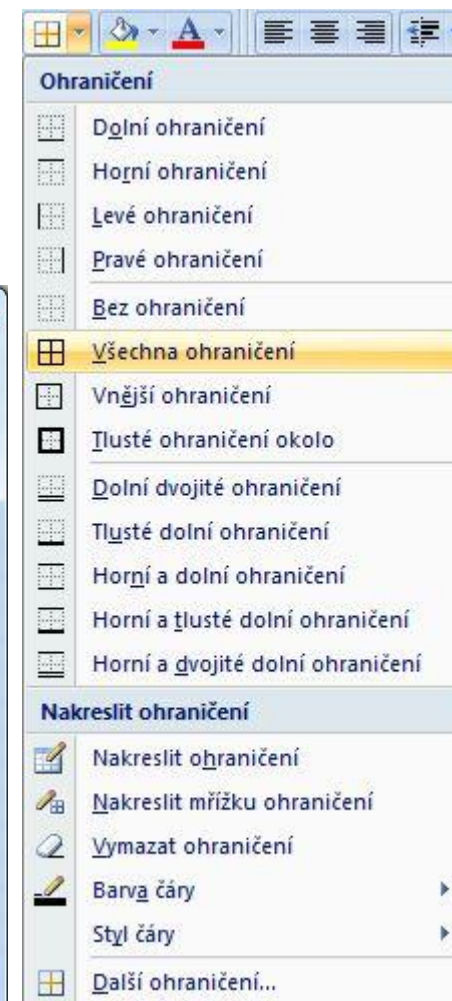 Ohraničení
Dolní ohraničení
Horní ohraničení
Levé ohraničení
Pravé ohraničení
Bez ohraničení
Všechna ohraničení
Vnější ohraničení
Tlusté ohraničení okolo
Dolní dvojité ohraničení
Tlusté dolní ohraničení
Horní a dolní ohraničení
Horní a tlusté dolní ohraničení
Horní a dvojité dolní ohraničení
Nakreslit ohraničení
Nakreslit ohraničení
Nakreslit mřížku ohraničení
Vymazat ohraničení
Barva čáry
Styl čáry
Další ohraničení...